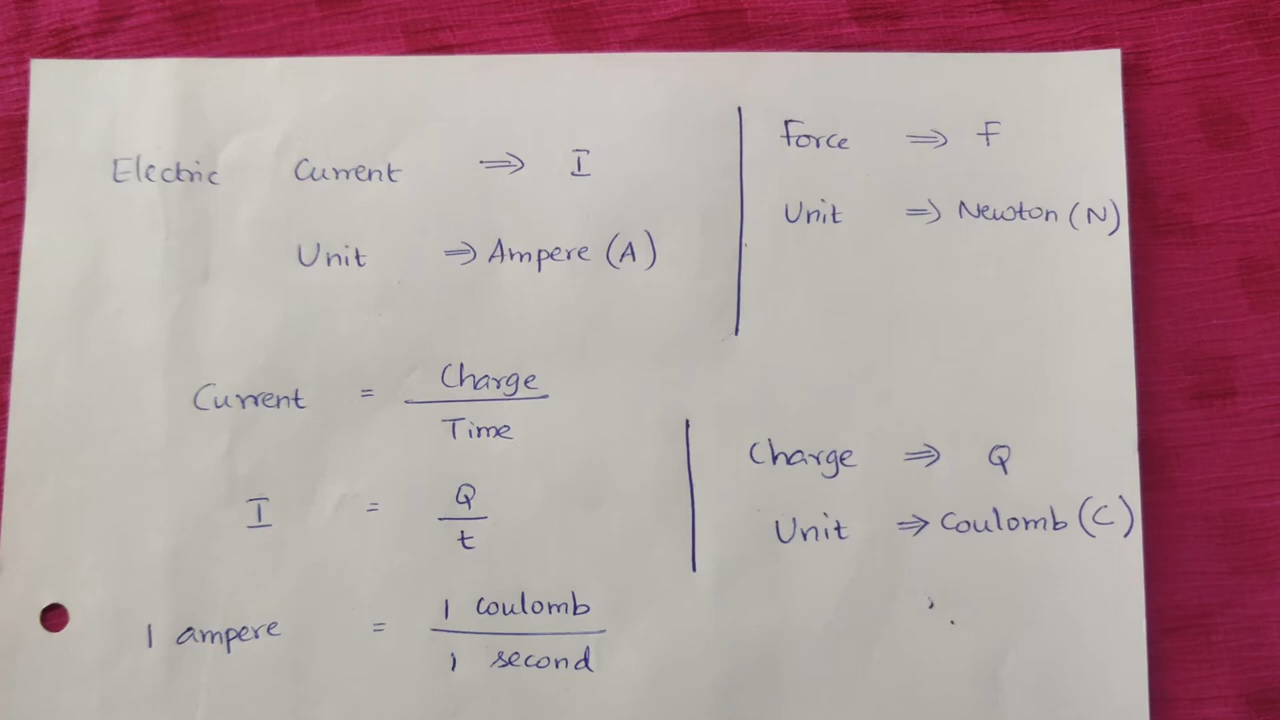 Electric Current ⇒ I
Unit ⇒ Ampere (A)
Force ⇒ F
Unit ⇒ Newton (N)
Current = Charge / Time
I = Q / t
1 ampere = 1 coulomb / 1 second
Charge ⇒ Q
Unit ⇒ Coulomb (C)